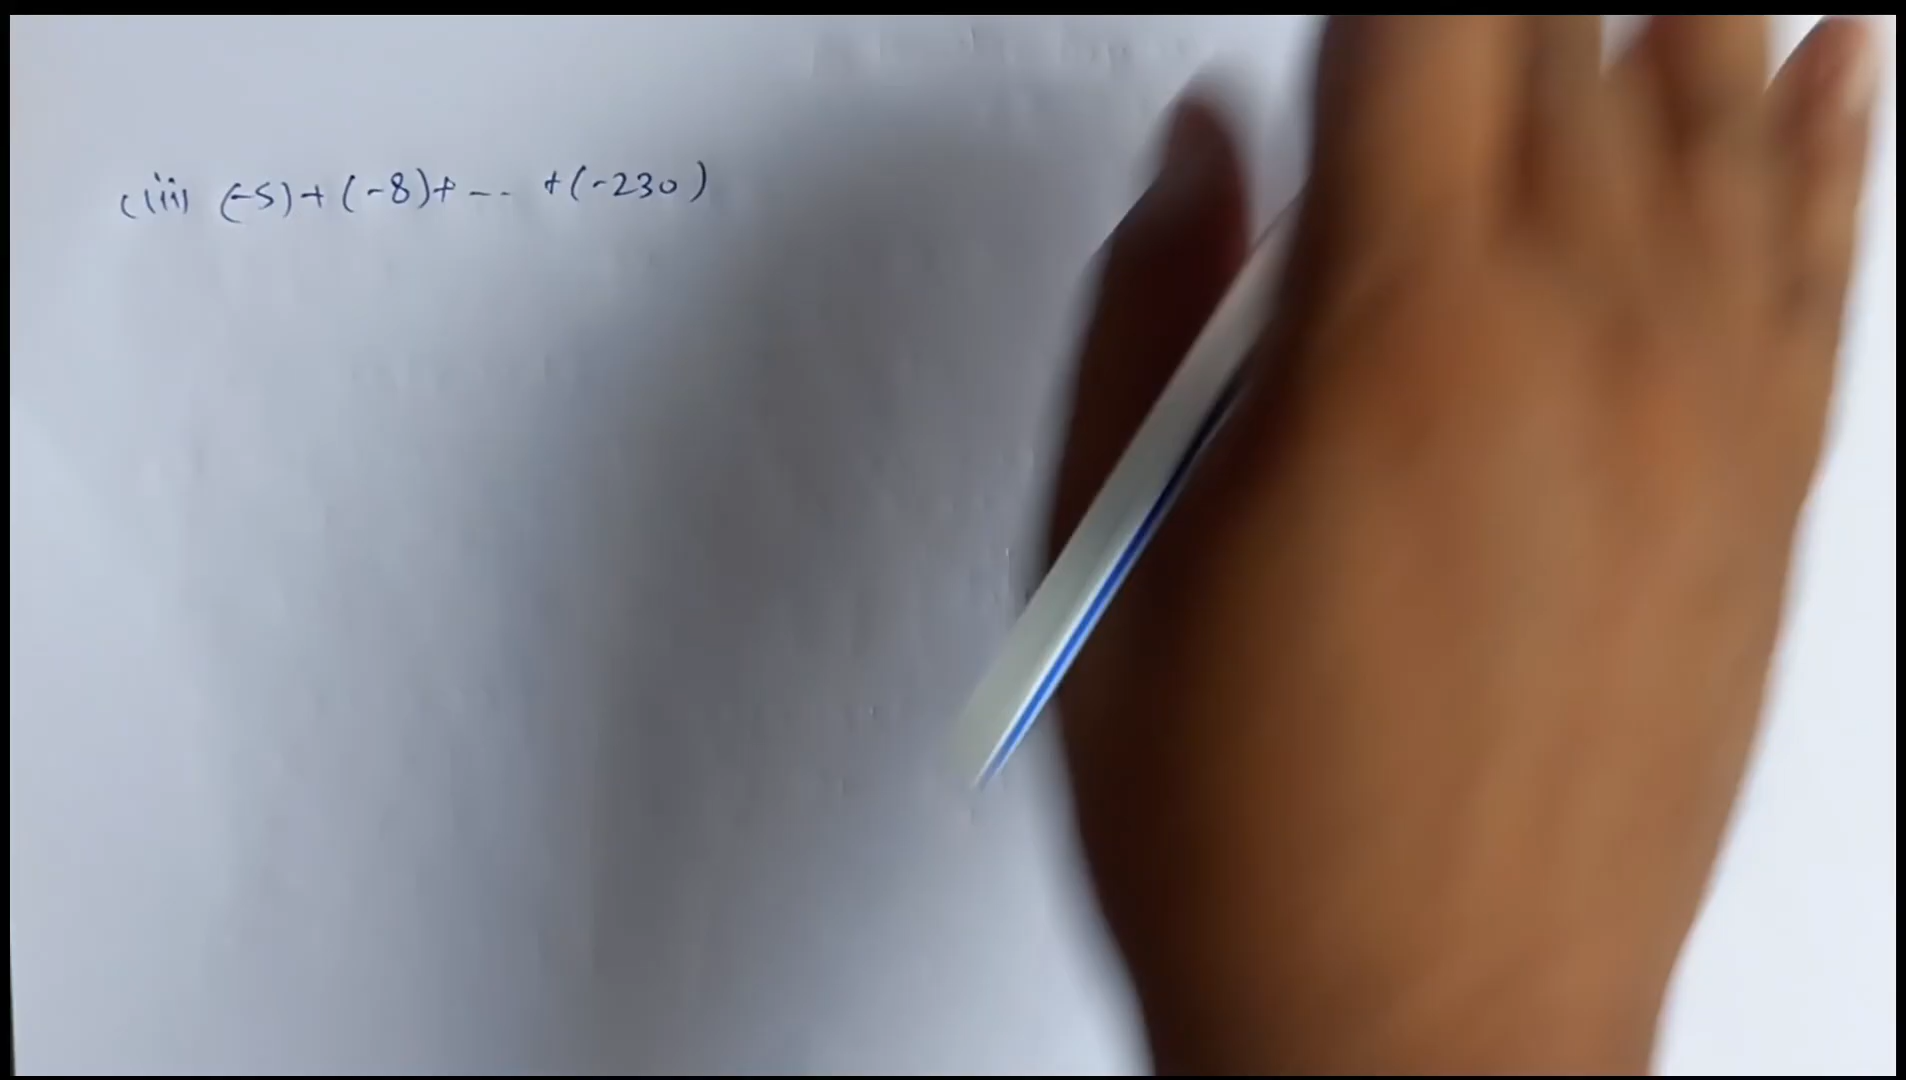 (iii) (-5)+(-8)+ -- .. +(-230)